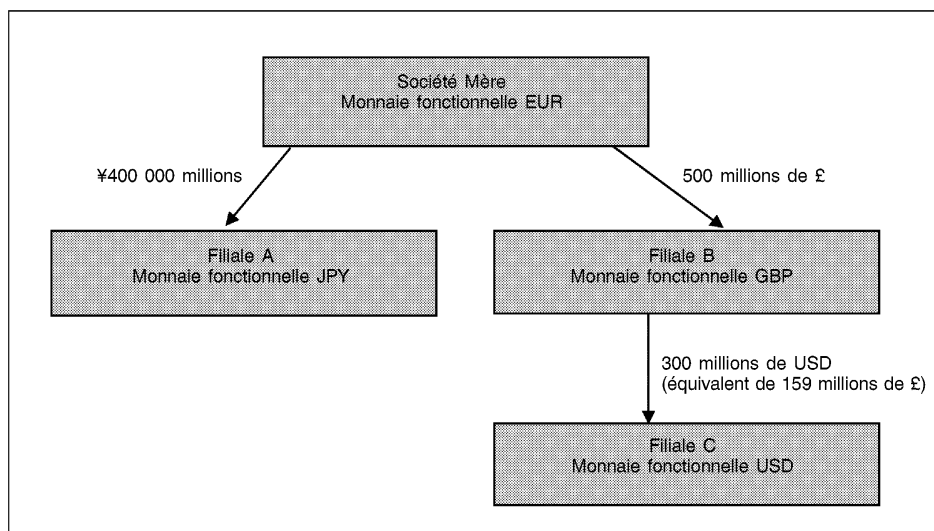 Société Mère
Monnaie fonctionnelle EUR
¥400 000 millions
500 millions de £
Filiale A
Monnaie fonctionnelle JPY
Filiale B
Monnaie fonctionnelle GBP
300 millions de USD
(équivalent de 159 millions de £)
Filiale C
Monnaie fonctionnelle USD